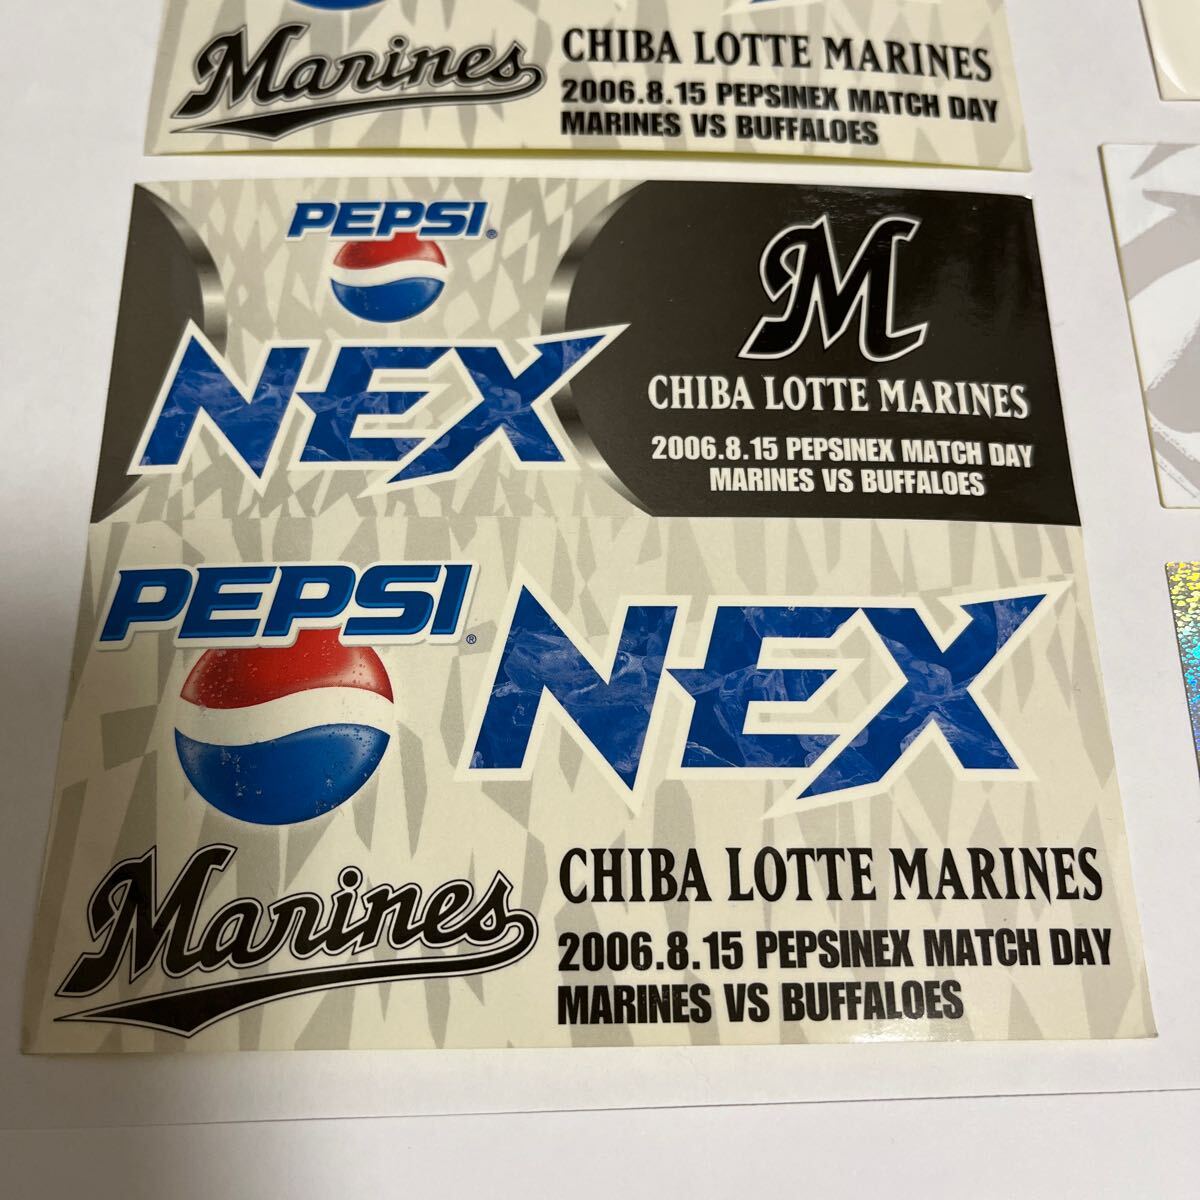 Marines
CHIBA LOTTE MARINES
2006.8.15 PEPSINEX MATCH DAY
MARINES VS BUFFALOES
PEPSI®
NEX
M
CHIBA LOTTE MARINES
2006.8.15 PEPSINEX MATCH DAY
MARINES VS BUFFALOES
PEPSI®
NEX
Marines
CHIBA LOTTE MARINES
2006.8.15 PEPSINEX MATCH DAY
MARINES VS BUFFALOES